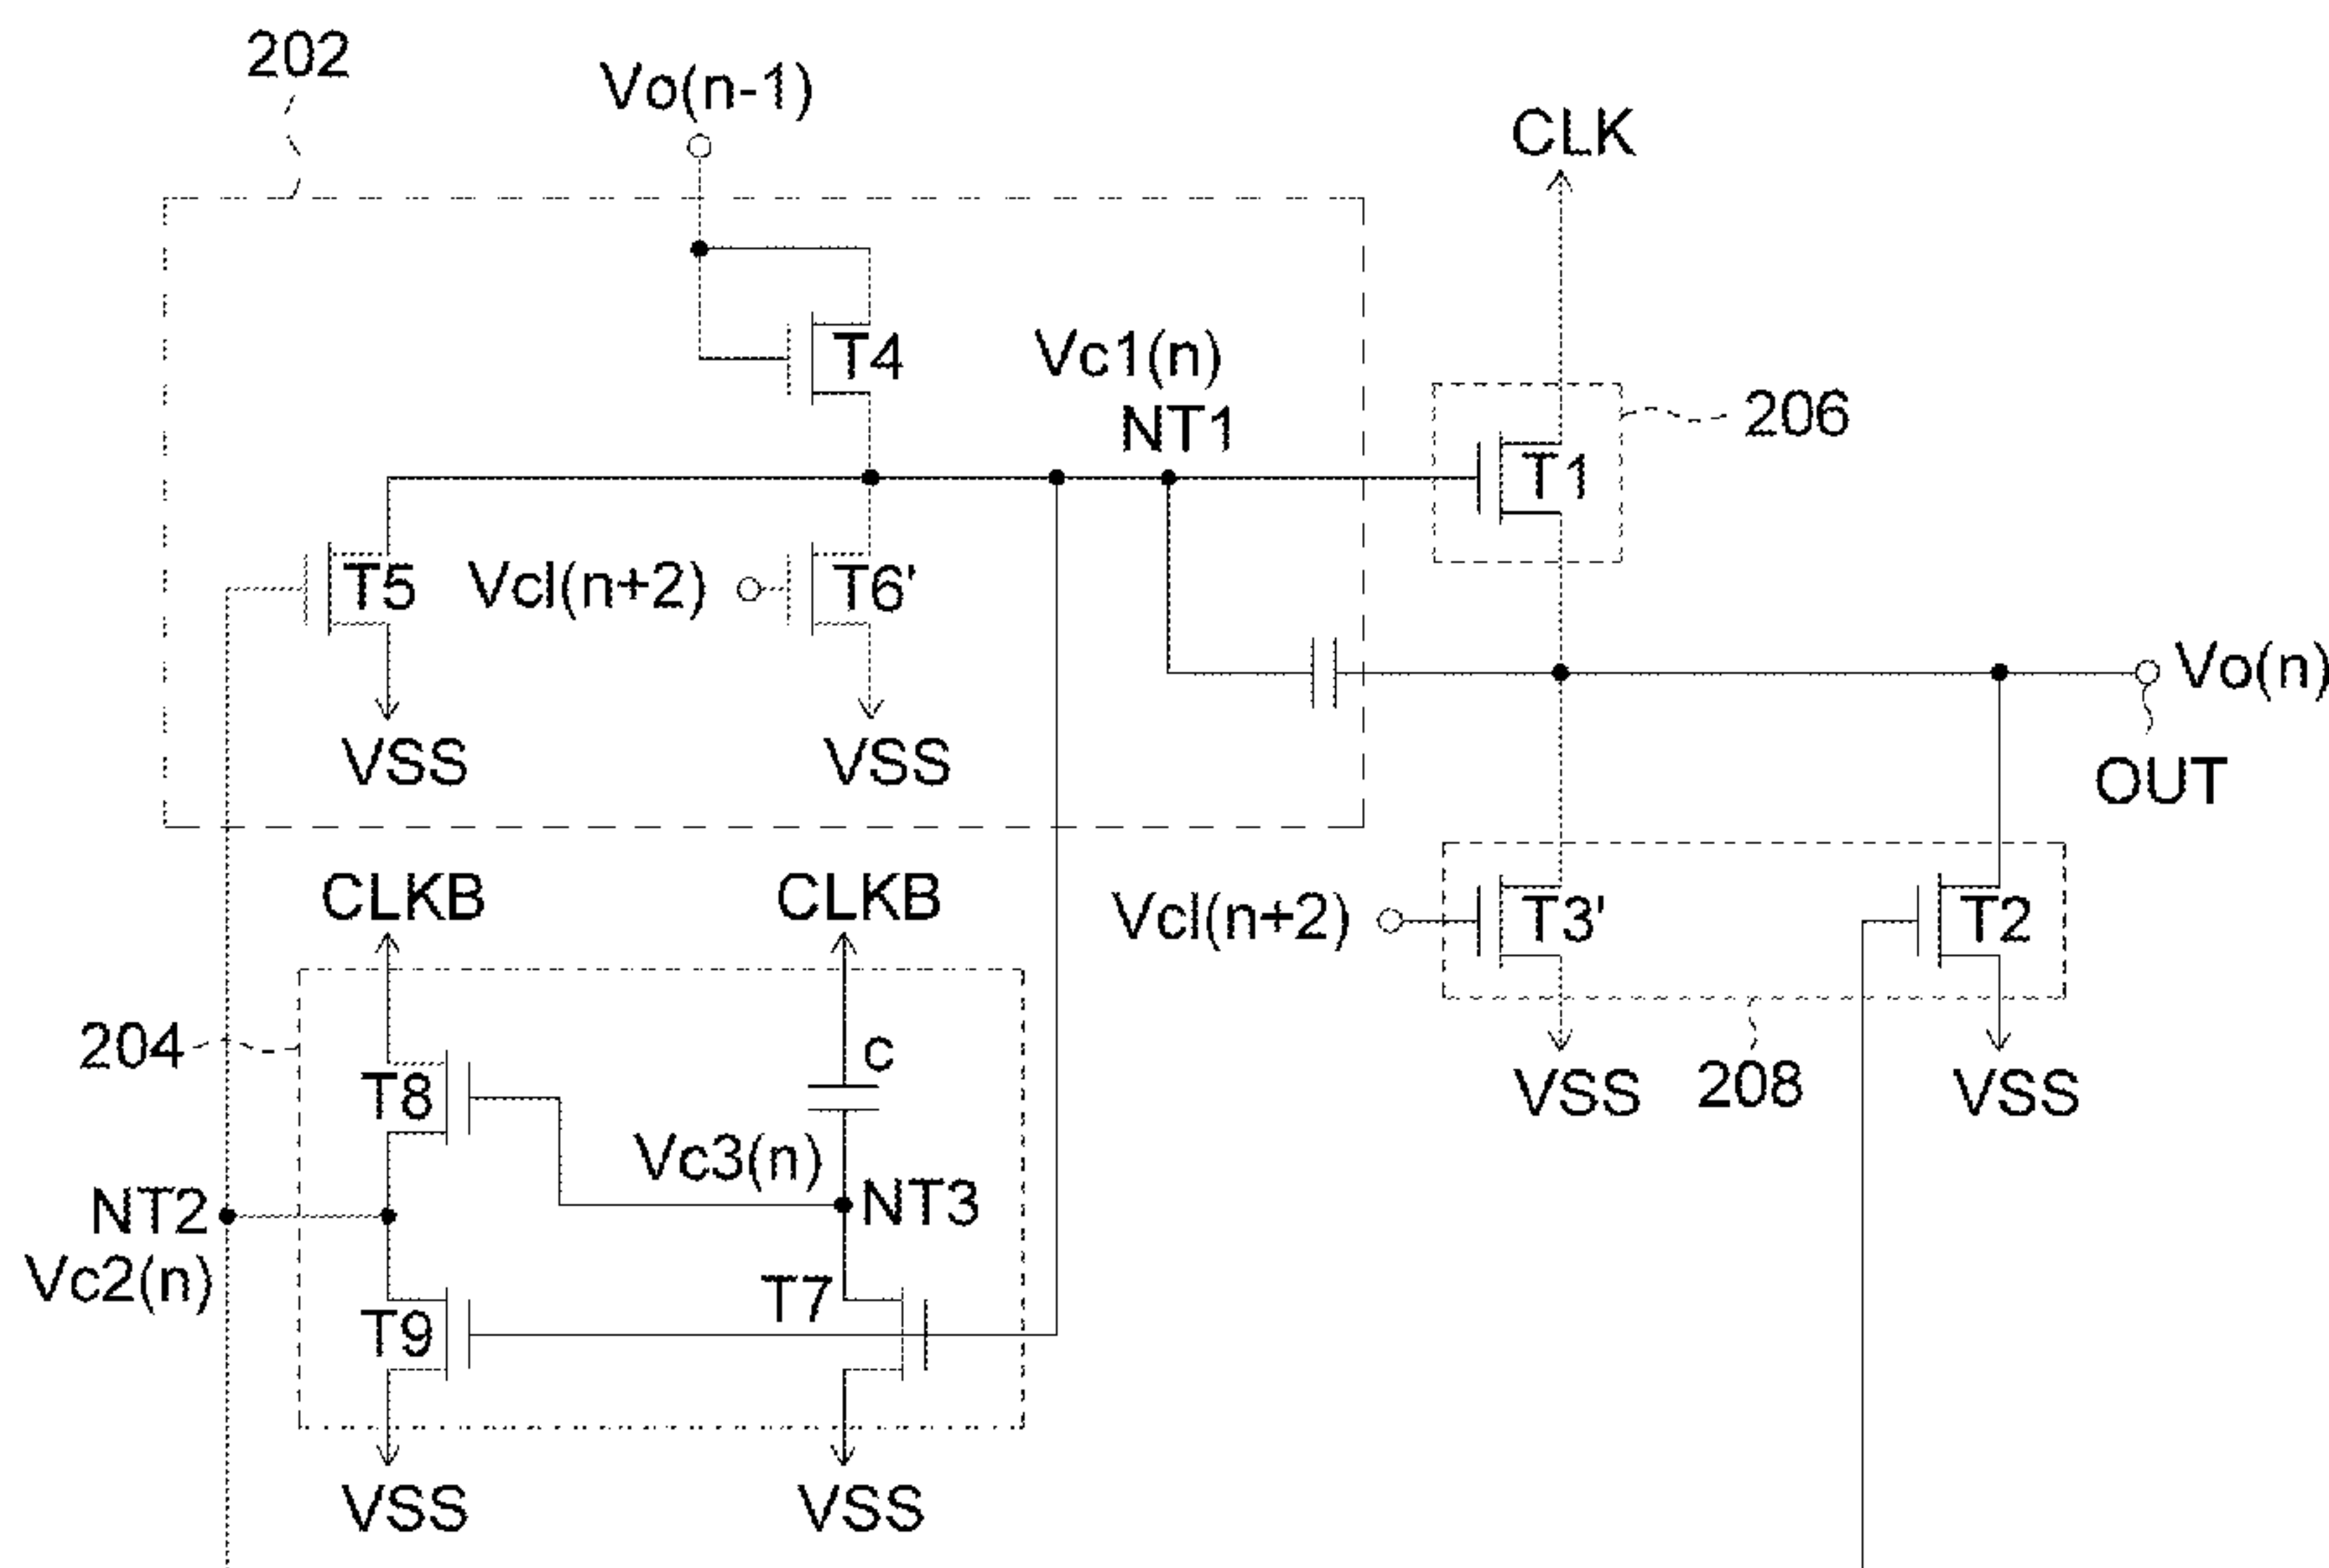 202
Vo(n-1)
CLK
T4
Vc1(n)
NT1
206
T1
T5
Vcl(n+2)
T6'
Vo(n)
VSS
VSS
OUT
CLKB
CLKB
Vcl(n+2)
T3'
T2
204
c
T8
VSS
208
VSS
Vc3(n)
NT3
NT2
Vc2(n)
T7
T9
VSS
VSS